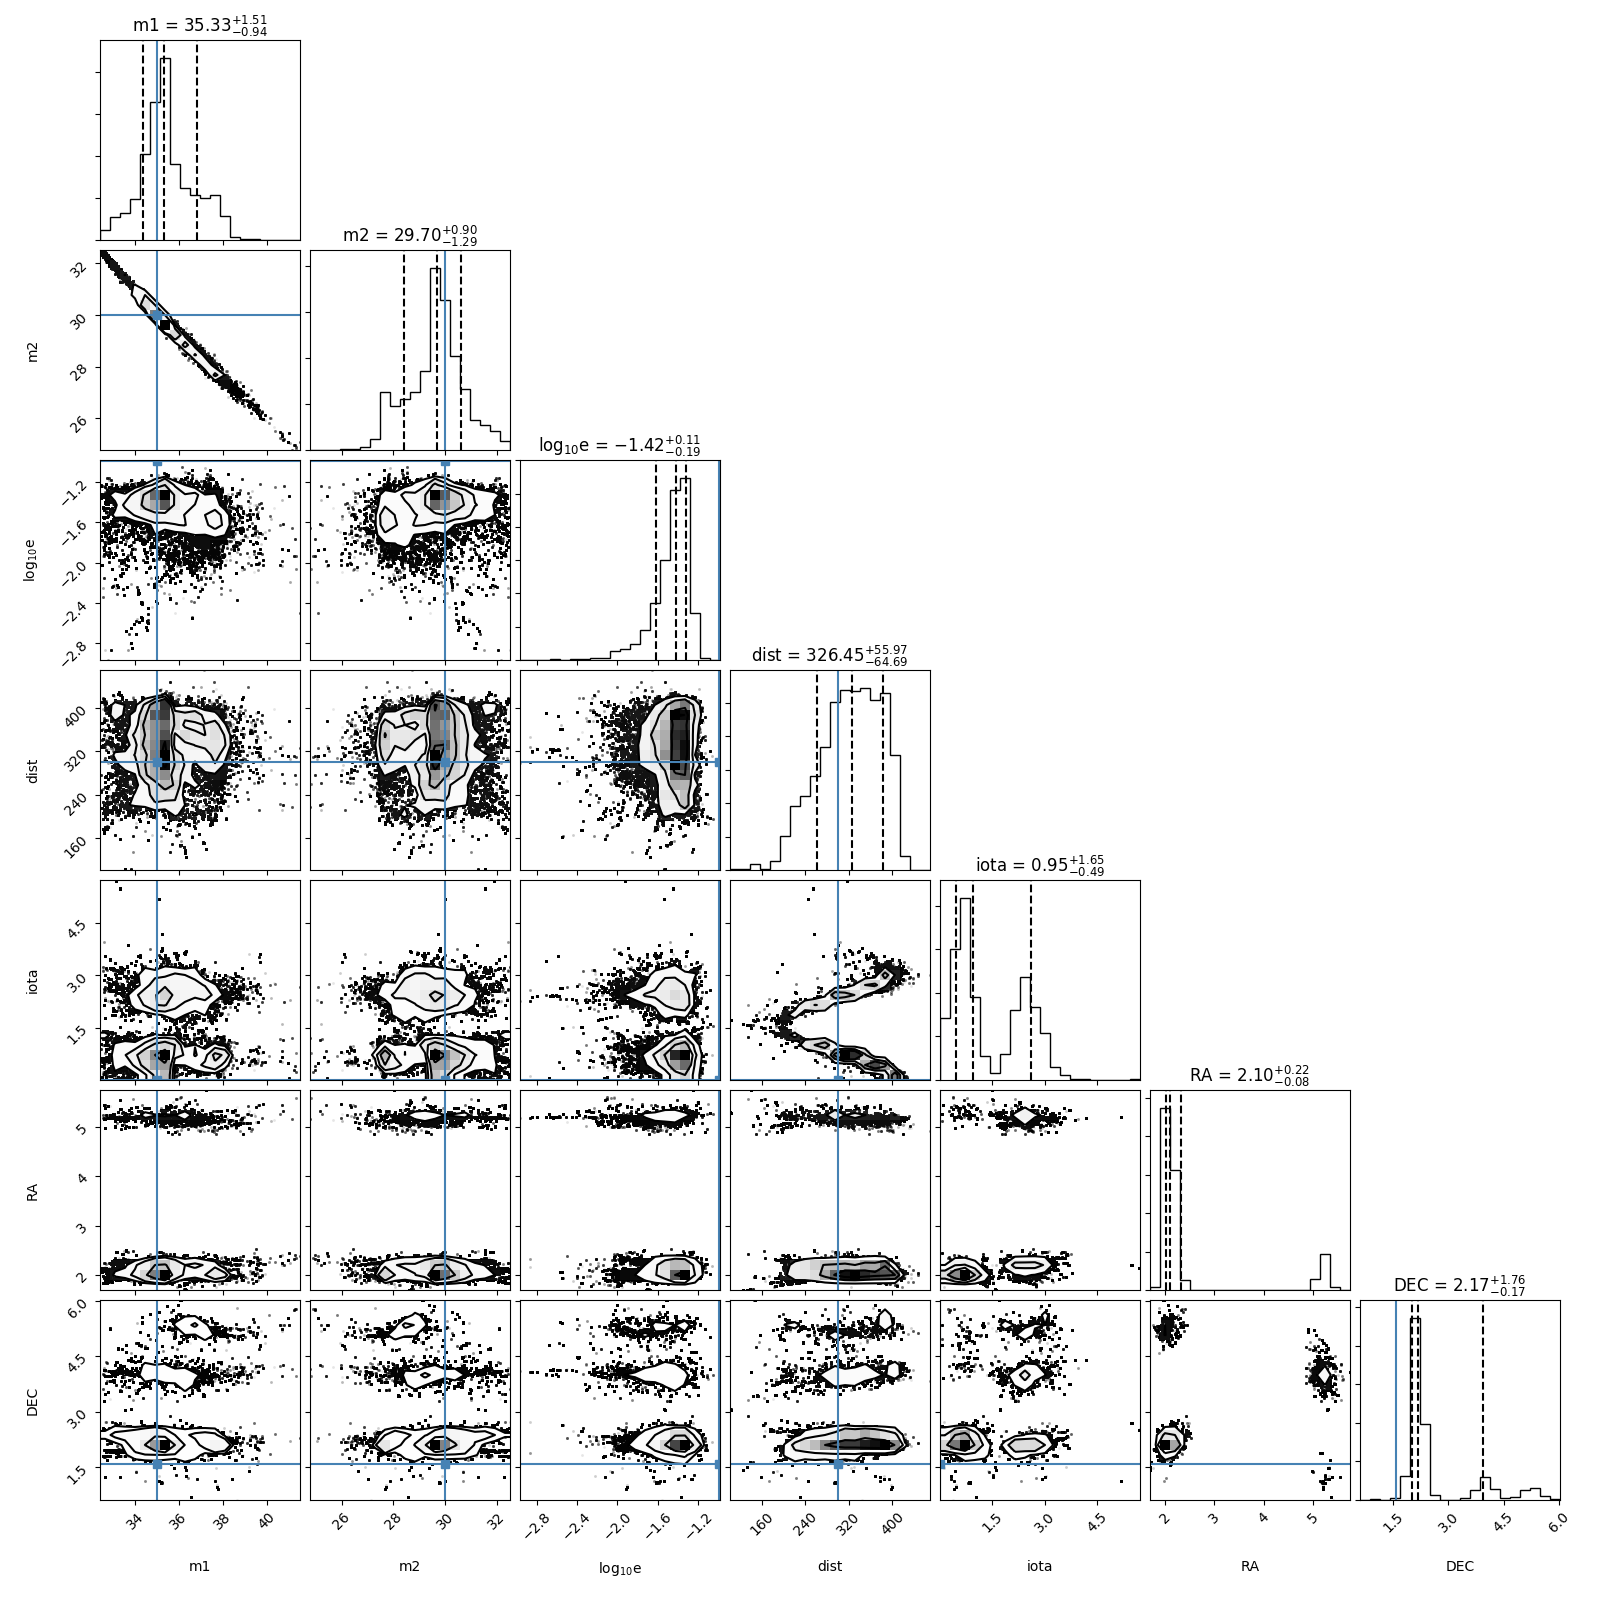 m1 = 35.33+1.51 −0.94
m2 = 29.70+0.90 −1.29
32
30
28
26
m2
log10e = −1.42+0.11 −0.19
−1.2
−1.6
−2.0
−2.4
−2.8
log10e
dist = 326.45+55.97 −64.69
400
320
240
160
dist
iota = 0.95+1.65 −0.49
4.5
3.0
1.5
iota
RA = 2.10+0.22 −0.08
5
4
3
2
RA
DEC = 2.17+1.76 −0.17
6.0
4.5
3.0
1.5
DEC
34 36 38 40 26 28 30 32 −2.8 −2.4 −2.0 −1.6 −1.2 160 240 320 400 1.5 3.0 4.5 2 3 4 5 1.5 3.0 4.5 6.0
m1 m2 log10e dist iota RA DEC